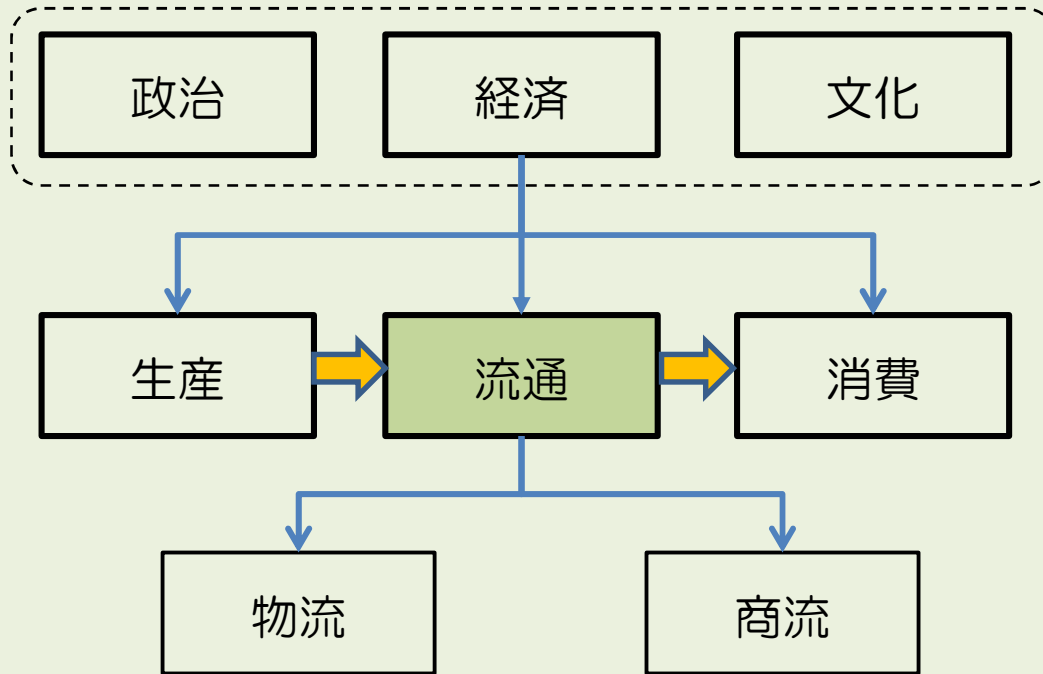 政治
経済
文化
生産
流通
消費
物流
商流